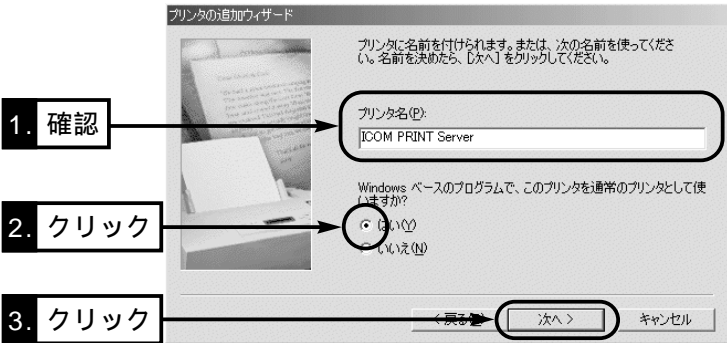 プリンタの追加ウィザード
プリンタに名前を付けられます。または、次の名前を使ってくださ
い。名前を決めたら、[次へ] をクリックしてください。
1. 確認
プリンタ名(P):
ICOM PRINT Server
Windows ベースのプログラムで、このプリンタを通常のプリンタとして使
いますか?
2. クリック
はい(Y)
いいえ(N)
3. クリック
< 戻る(B)
次へ >
キャンセル